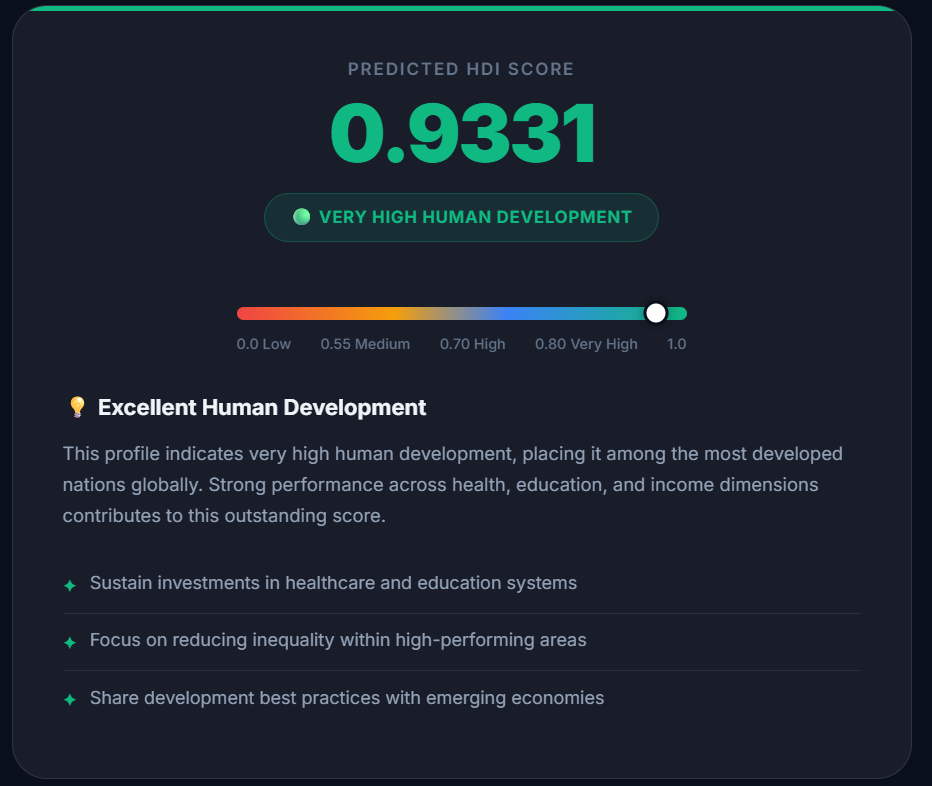 PREDICTED HDI SCORE
0.9331
VERY HIGH HUMAN DEVELOPMENT
0.0 Low 0.55 Medium 0.70 High 0.80 Very High 1.0
Excellent Human Development
This profile indicates very high human development, placing it among the most developed
nations globally. Strong performance across health, education, and income dimensions
contributes to this outstanding score.
Sustain investments in healthcare and education systems
Focus on reducing inequality within high-performing areas
Share development best practices with emerging economies